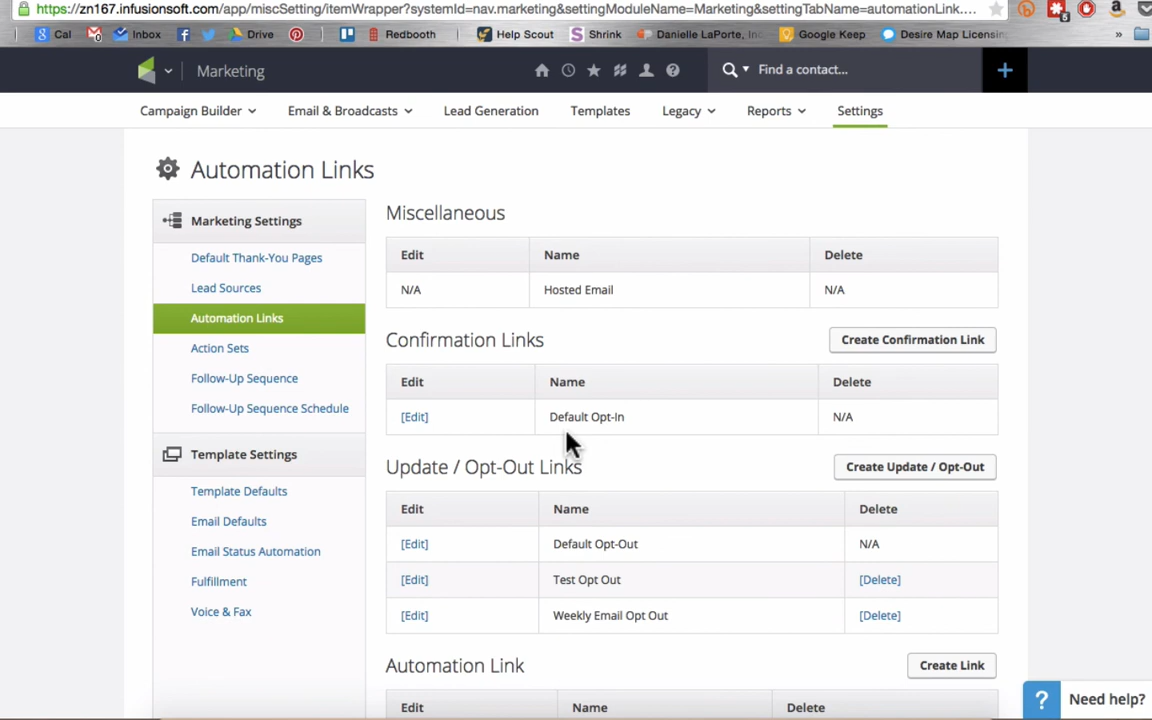 https://zn167.infusionsoft.com/app/miscSetting/itemWrapper?systemId=nav.marketing&settingModuleName=Marketing&settingTabName=automationLink....
Cal Inbox Drive Redbooth Help Scout Shrink Danielle LaPorte, Inc Google Keep Desire Map Licensin »
Marketing
Find a contact...
Campaign Builder Email & Broadcasts Lead Generation Templates Legacy Reports Settings
Automation Links
Marketing Settings
Default Thank-You Pages
Lead Sources
Automation Links
Action Sets
Follow-Up Sequence
Follow-Up Sequence Schedule
Template Settings
Template Defaults
Email Defaults
Email Status Automation
Fulfillment
Voice & Fax
Miscellaneous
Edit Name Delete
N/A Hosted Email N/A
Confirmation Links Create Confirmation Link
Edit Name Delete
[Edit] Default Opt-In N/A
Update / Opt-Out Links Create Update / Opt-Out
Edit Name Delete
[Edit] Default Opt-Out N/A
[Edit] Test Opt Out [Delete]
[Edit] Weekly Email Opt Out [Delete]
Automation Link Create Link
Edit Name Delete
? Need help?